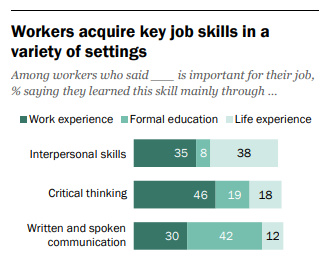 Workers acquire key job skills in a
variety of settings
Among workers who said ___ is important for their job,
% saying they learned this skill mainly through ...
Work experience Formal education Life experience
Interpersonal skills 35 8 38
Critical thinking 46 19 18
Written and spoken
communication 30 42 12